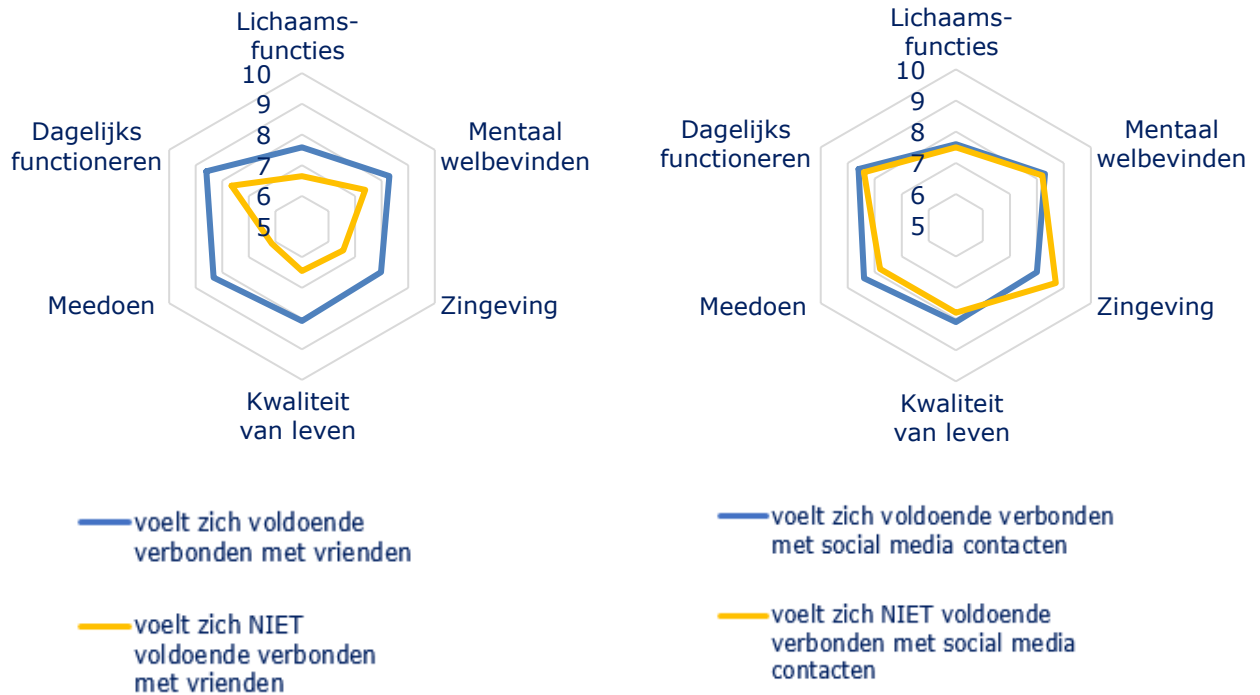 Lichaams-
functies
10
9
8
7
6
5
Dagelijks
functioneren
Mentaal
welbevinden
Meedoen
Zingeving
Kwaliteit
van leven
voelt zich voldoende
verbonden met vrienden
voelt zich NIET
voldoende verbonden
met vrienden
Lichaams-
functies
10
9
8
7
6
5
Dagelijks
functioneren
Mentaal
welbevinden
Meedoen
Zingeving
Kwaliteit
van leven
voelt zich voldoende verbonden
met social media contacten
voelt zich NIET voldoende
verbonden met social media
contacten